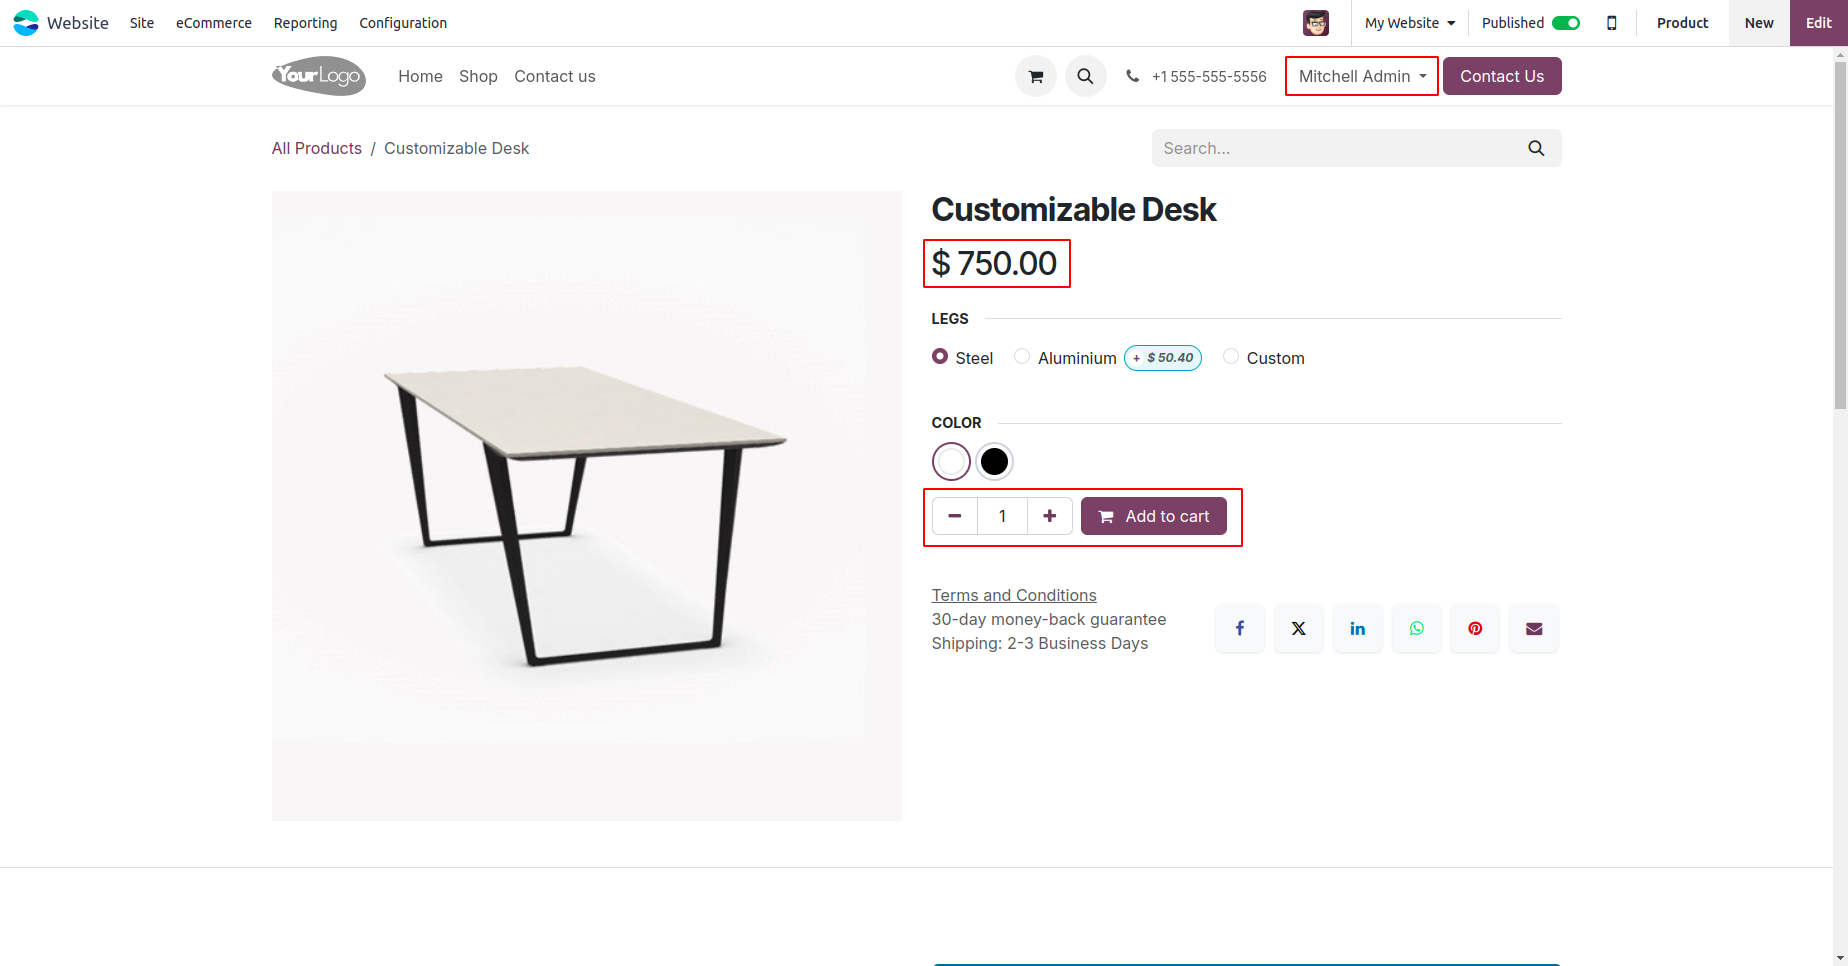 Website Site eCommerce Reporting Configuration My Website Published Product New Edit
YourLogo Home Shop Contact us +1 555-555-5556 Mitchell Admin Contact Us
All Products / Customizable Desk Search...
Customizable Desk
$ 750.00
LEGS
Steel Aluminium + $ 50.40 Custom
COLOR
1 Add to cart
Terms and Conditions
30-day money-back guarantee
Shipping: 2-3 Business Days